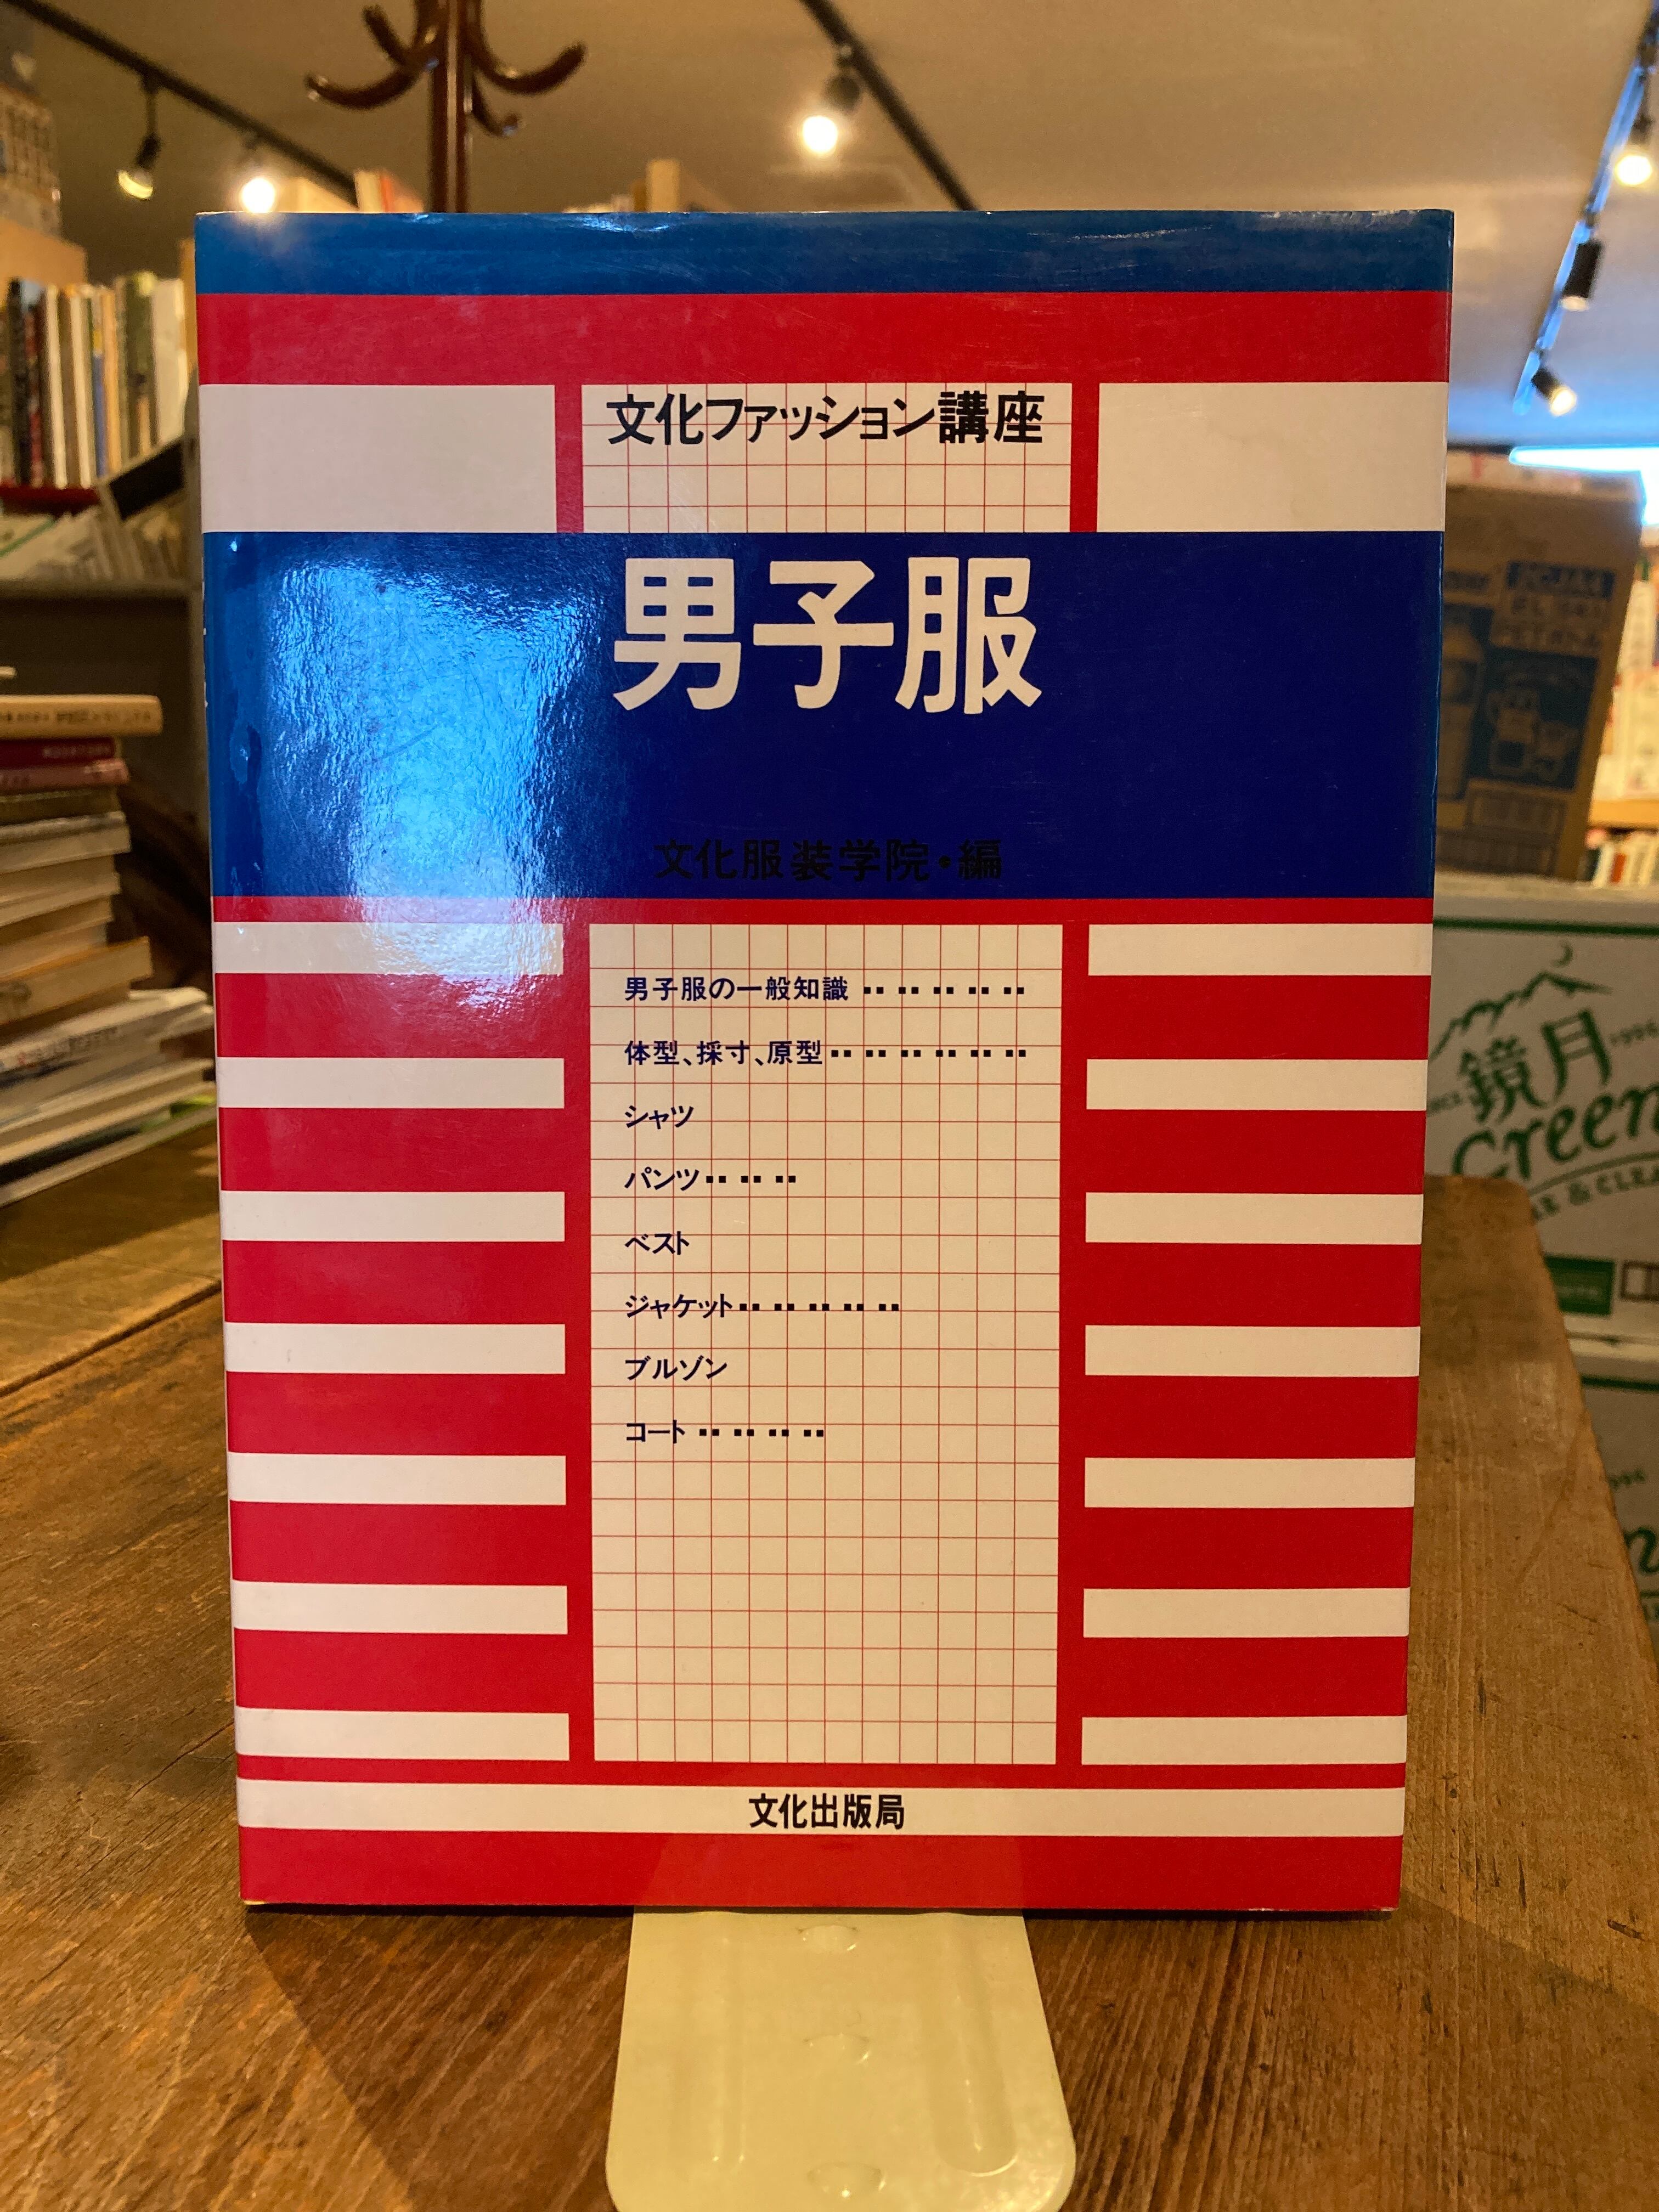 文化ファッション講座
男子服
文化服装学院・編
男子服の一般知識
体型、採寸、原型
シャツ
パンツ
ベスト
ジャケット
ブルゾン
コート
文化出版局
鏡月
Green